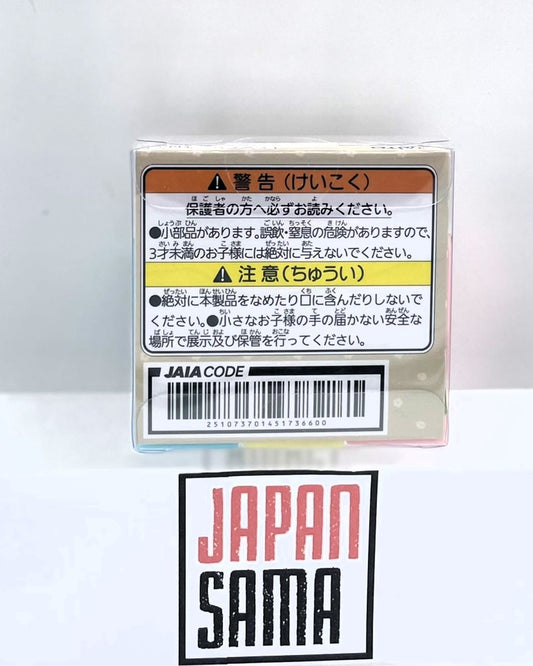 ⚠ 警告(けいこく)
保護者の方へ必ずお読みください。
●小部品があります。誤飲・窒息の危険がありますので、
3才未満のお子様には絶対に与えないでください。
⚠ 注意(ちゅうい)
●絶対に本製品をなめたり口に含んだりしないで
ください。●小さなお子様の手の届かない安全な
場所で展示及び保管を行ってください。
JAIA CODE
251073701451736600
JAPAN
SAMA